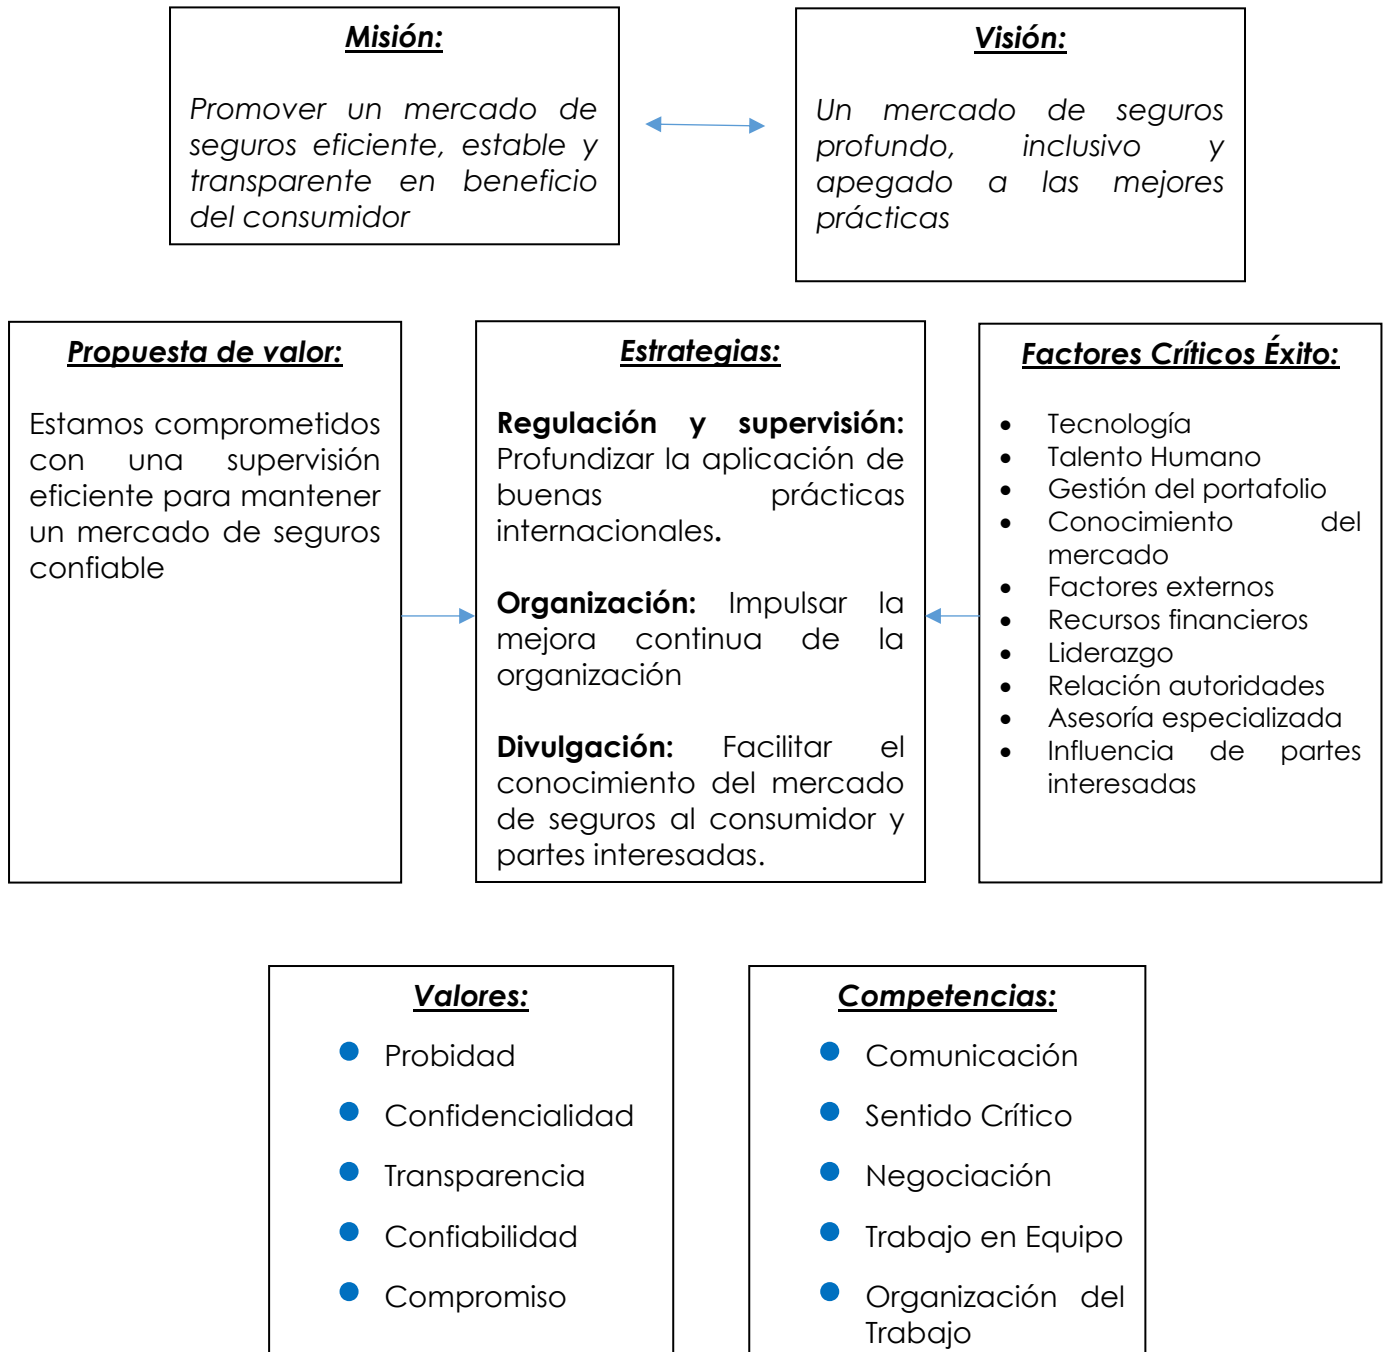 Misión:
Promover un mercado de
seguros eficiente, estable y
transparente en beneficio
del consumidor
Visión:
Un mercado de seguros
profundo, inclusivo y
apegado a las mejores
prácticas
Propuesta de valor:
Estamos comprometidos
con una supervisión
eficiente para mantener
un mercado de seguros
confiable
Estrategias:
Regulación y supervisión:
Profundizar la aplicación de
buenas prácticas
internacionales.
Organización: Impulsar la
mejora continua de la
organización
Divulgación: Facilitar el
conocimiento del mercado
de seguros al consumidor y
partes interesadas.
Factores Críticos Éxito:
• Tecnología
• Talento Humano
• Gestión del portafolio
• Conocimiento del
mercado
• Factores externos
• Recursos financieros
• Liderazgo
• Relación autoridades
• Asesoría especializada
• Influencia de partes
interesadas
Valores:
• Probidad
• Confidencialidad
• Transparencia
• Confiabilidad
• Compromiso
Competencias:
• Comunicación
• Sentido Crítico
• Negociación
• Trabajo en Equipo
• Organización del
Trabajo